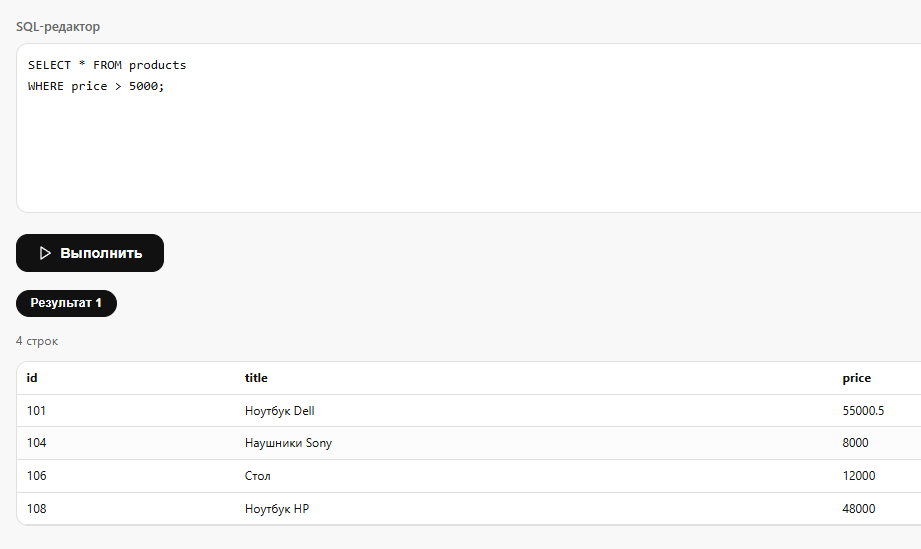 SQL-редактор
SELECT * FROM products
WHERE price > 5000;
Выполнить
Результат 1
4 строк
id title price
101 Ноутбук Dell 55000.5
104 Наушники Sony 8000
106 Стол 12000
108 Ноутбук HP 48000